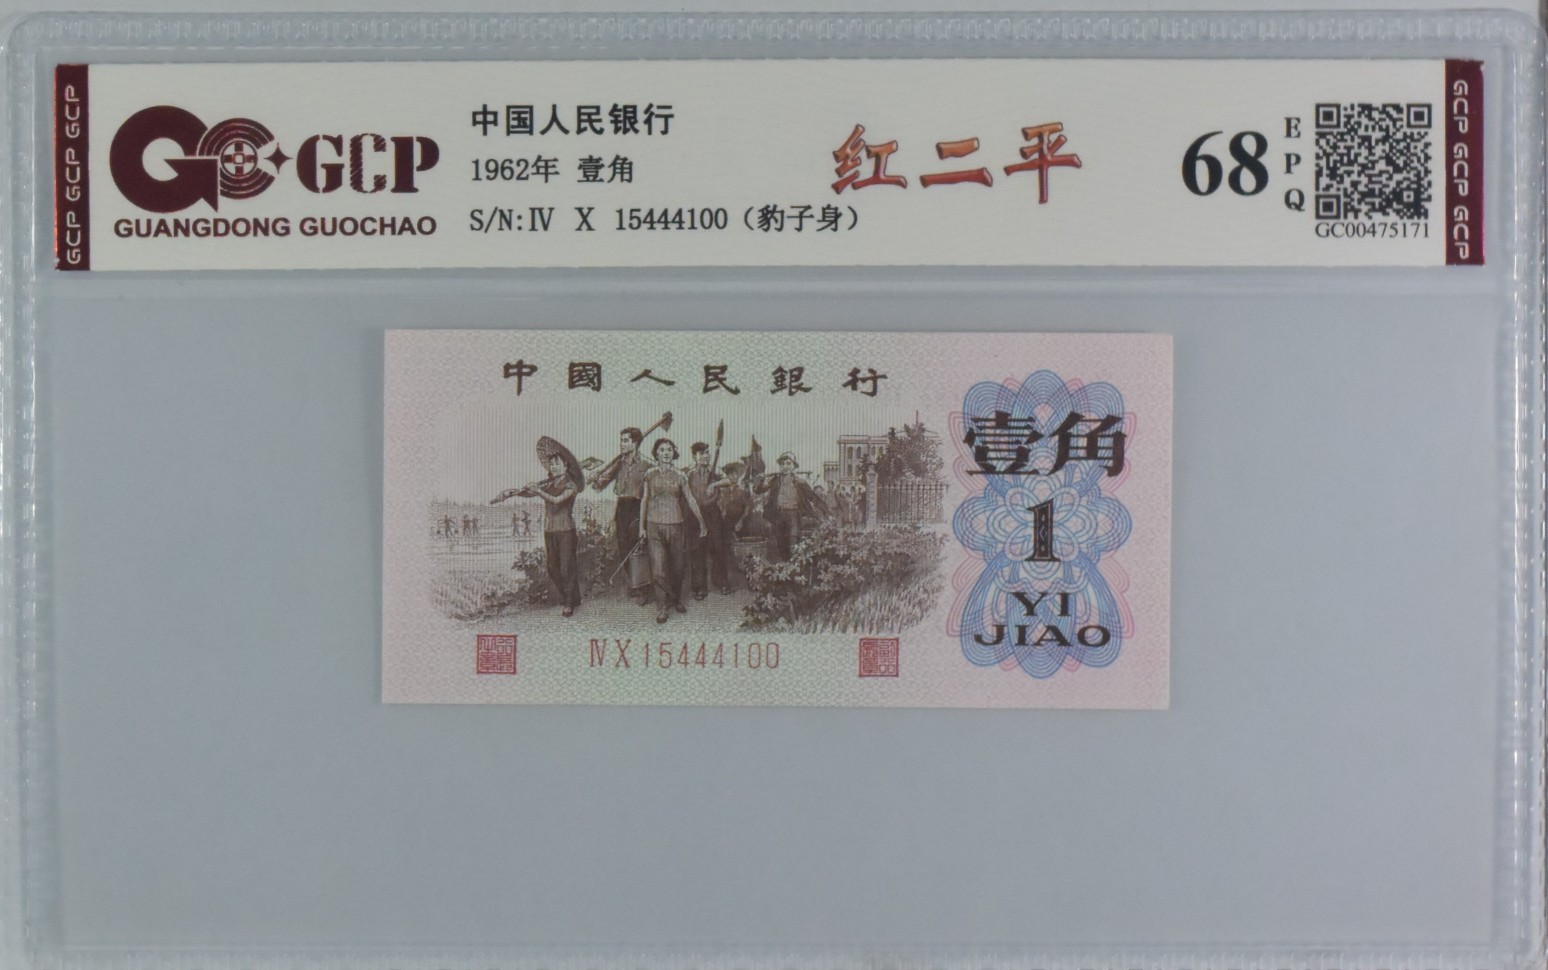 GCP GCP GCP
GCP
GUANGDONG GUOCHAO
中国人民银行
1962年 壹角
S/N:Ⅳ X 15444100（豹子身）
红二平
68
EPQ
GC00475171
GCP GCP GCP
中國人民銀行
壹角
1
YI
JIAO
ⅣX15444100